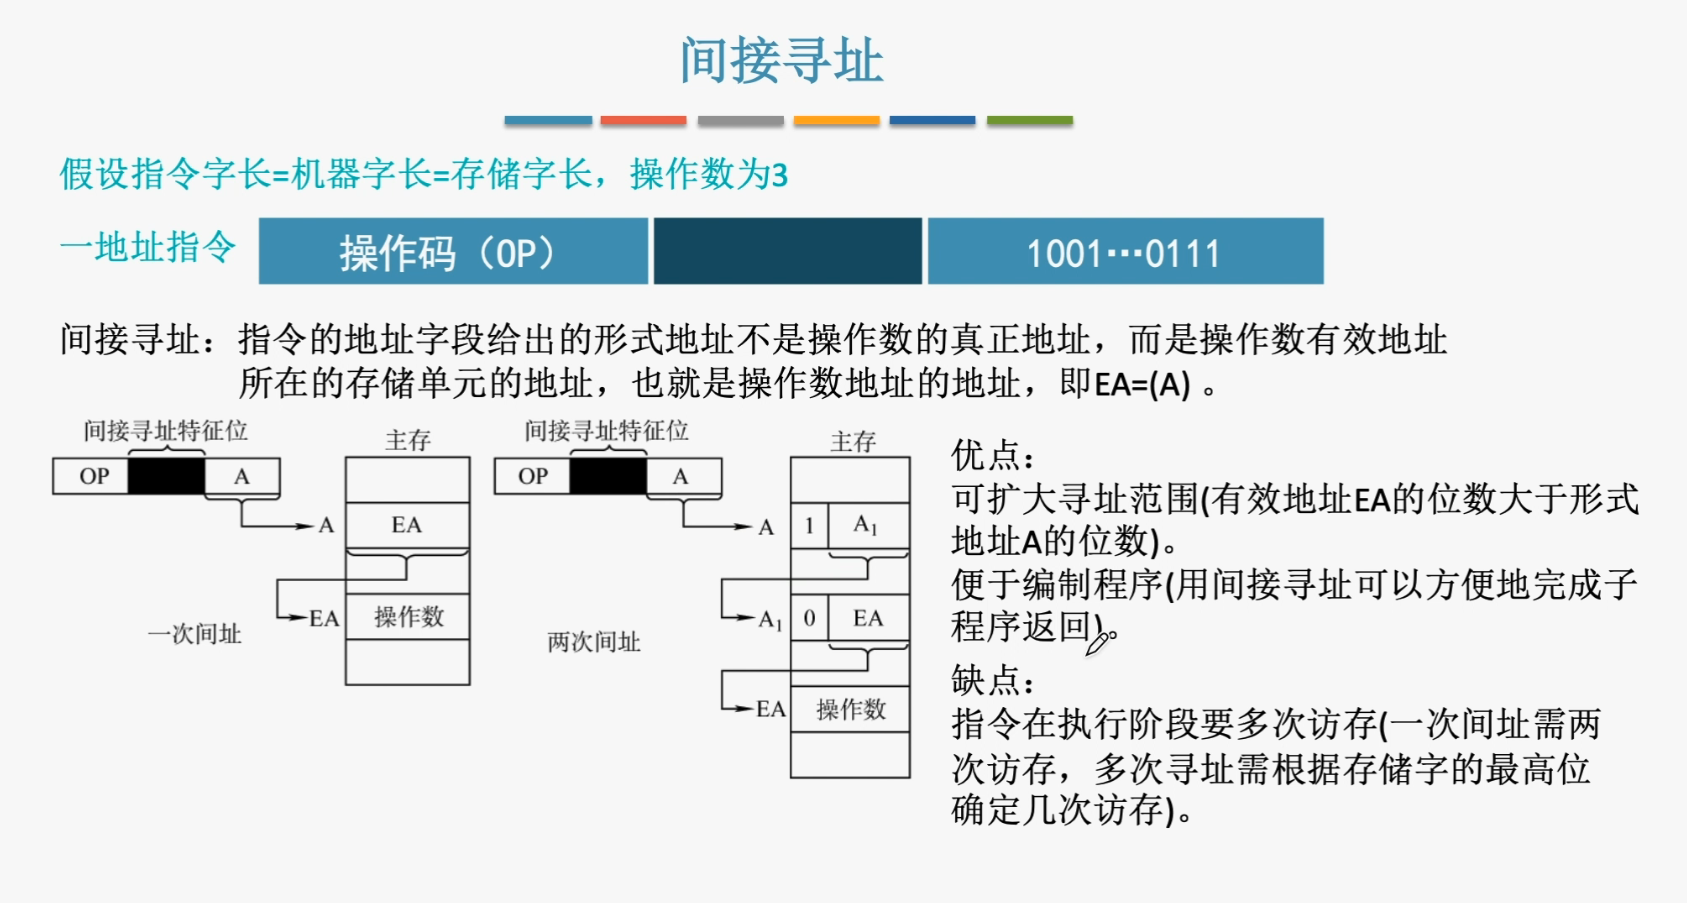 间接寻址
假设指令字长=机器字长=存储字长，操作数为3
一地址指令
操作码（OP）
1001…0111
间接寻址：指令的地址字段给出的形式地址不是操作数的真正地址，而是操作数有效地址
所在的存储单元的地址，也就是操作数地址的地址，即EA=(A) 。
间接寻址特征位
主存
OP
A
A
EA
EA
操作数
一次间址
间接寻址特征位
主存
OP
A
A
1
A₁
A₁
0
EA
EA
操作数
两次间址
优点：
可扩大寻址范围(有效地址EA的位数大于形式
地址A的位数)。
便于编制程序(用间接寻址可以方便地完成子
程序返回)。
缺点：
指令在执行阶段要多次访存(一次间址需两
次访存，多次寻址需根据存储字的最高位
确定几次访存)。